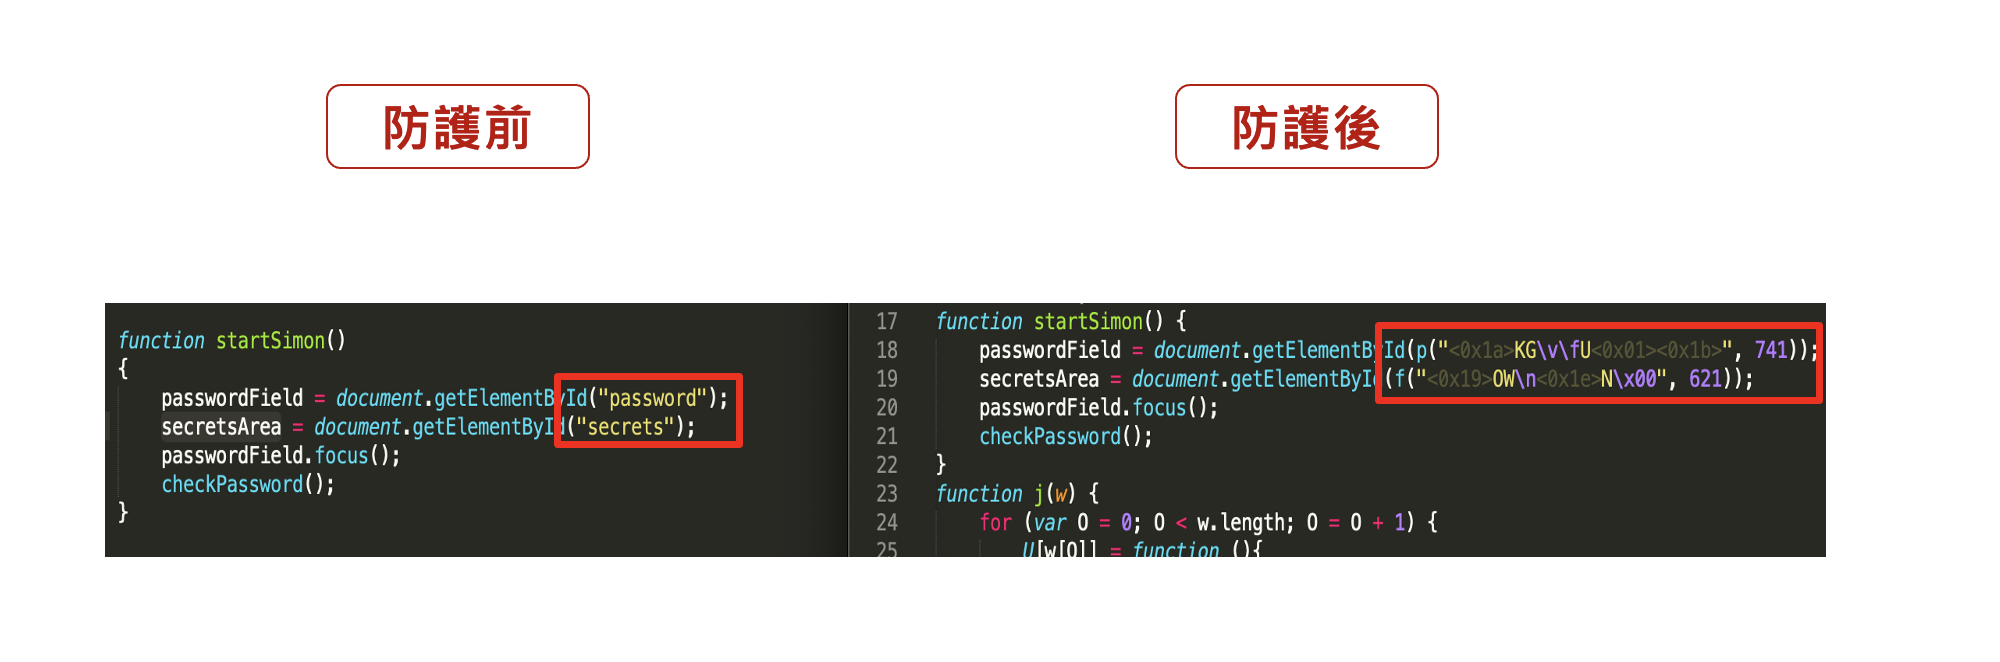 防護前
防護後
function startSimon()
{
passwordField = document.getElementById("password");
secretsArea = document.getElementById("secrets");
passwordField.focus();
checkPassword();
}
17 function startSimon() {
18 passwordField = document.getElementById(p("<0x1a>KG\v\fU<0x01><0x1b>", 741));
19 secretsArea = document.getElementById(f("<0x19>OW\n<0x1e>N\x00", 621));
20 passwordField.focus();
21 checkPassword();
22 }
23 function j(w) {
24 for (var O = 0; O < w.length; O = O + 1) {
25 U[w[O]] = function (){